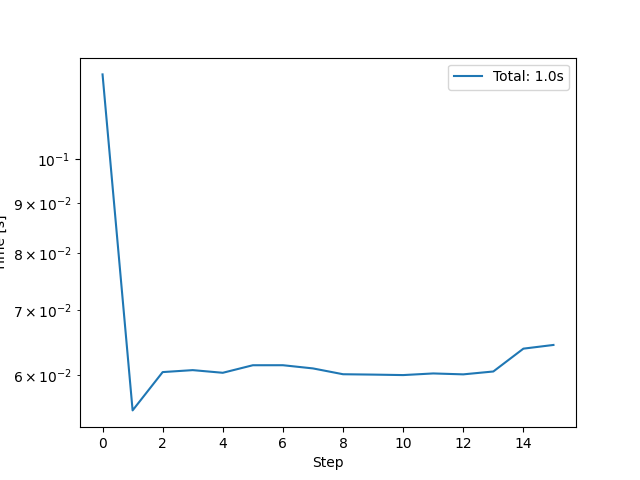 Total: 1.0s
10⁻¹
9 × 10⁻²
8 × 10⁻²
7 × 10⁻²
6 × 10⁻²
Time [s]
0 2 4 6 8 10 12 14
Step